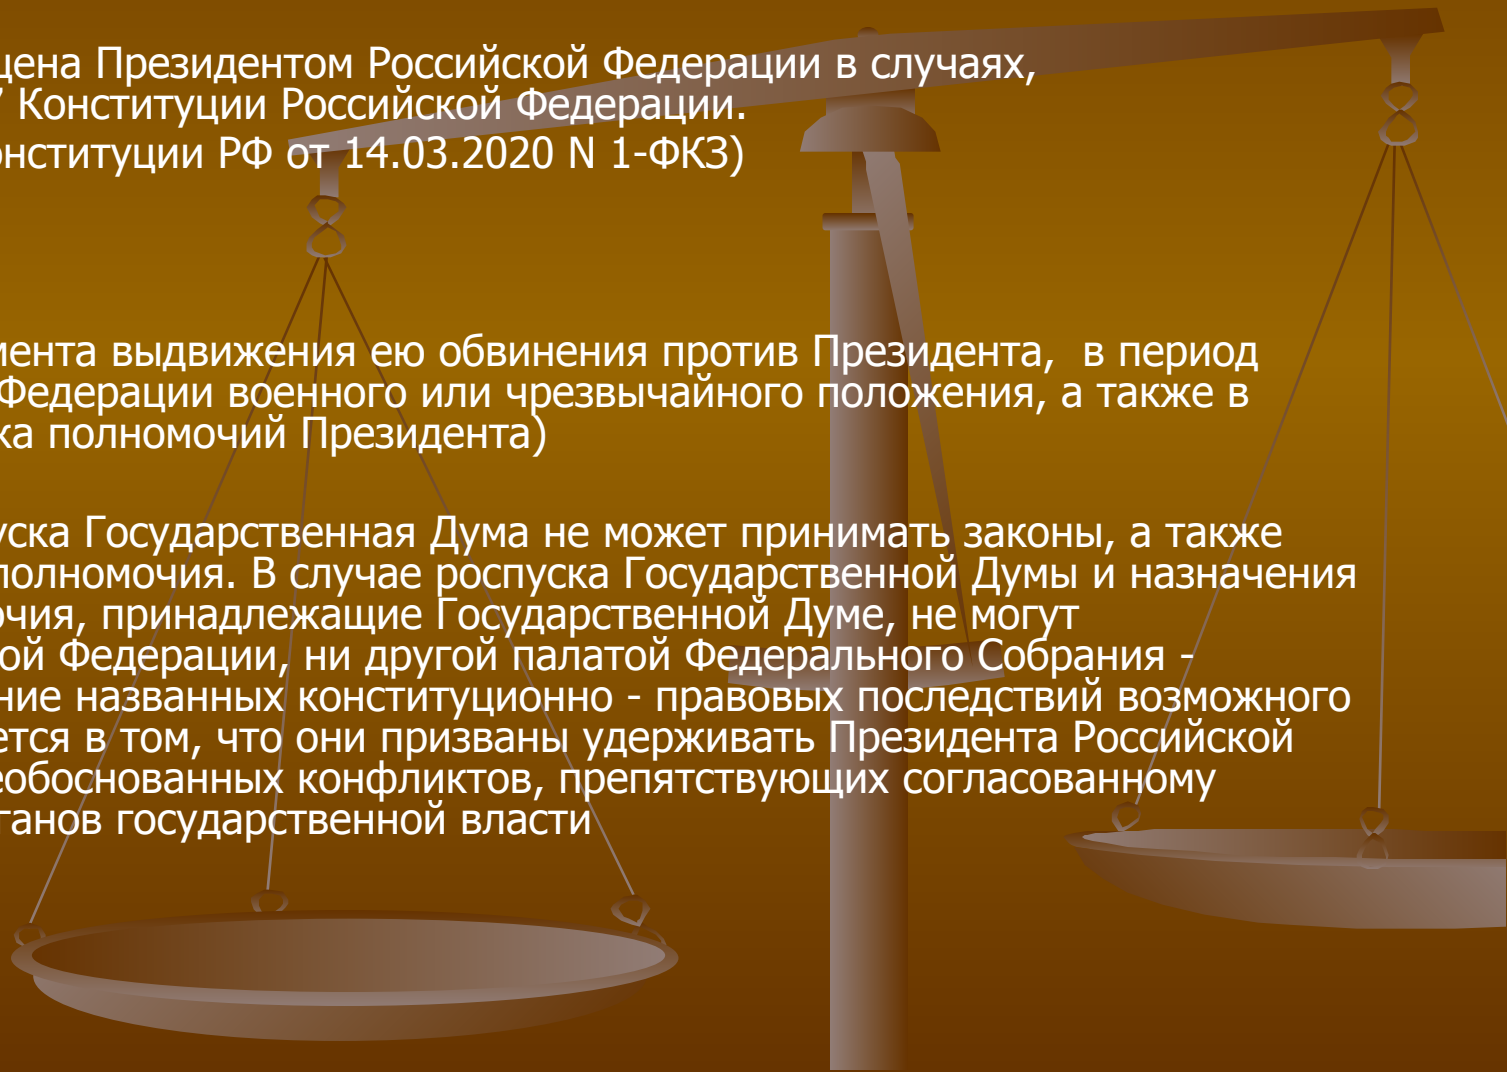 щена Президентом Российской Федерации в случаях,
7 Конституции Российской Федерации.
онституции РФ от 14.03.2020 N 1-ФКЗ)
мента выдвижения ею обвинения против Президента, в период
Федерации военного или чрезвычайного положения, а также в
ка полномочий Президента)
уска Государственная Дума не может принимать законы, а также
полномочия. В случае роспуска Государственной Думы и назначения
очия, принадлежащие Государственной Думе, не могут
ой Федерации, ни другой палатой Федерального Собрания -
ние названных конституционно - правовых последствий возможного
ется в том, что они призваны удерживать Президента Российской
еобоснованных конфликтов, препятствующих согласованному
ганов государственной власти